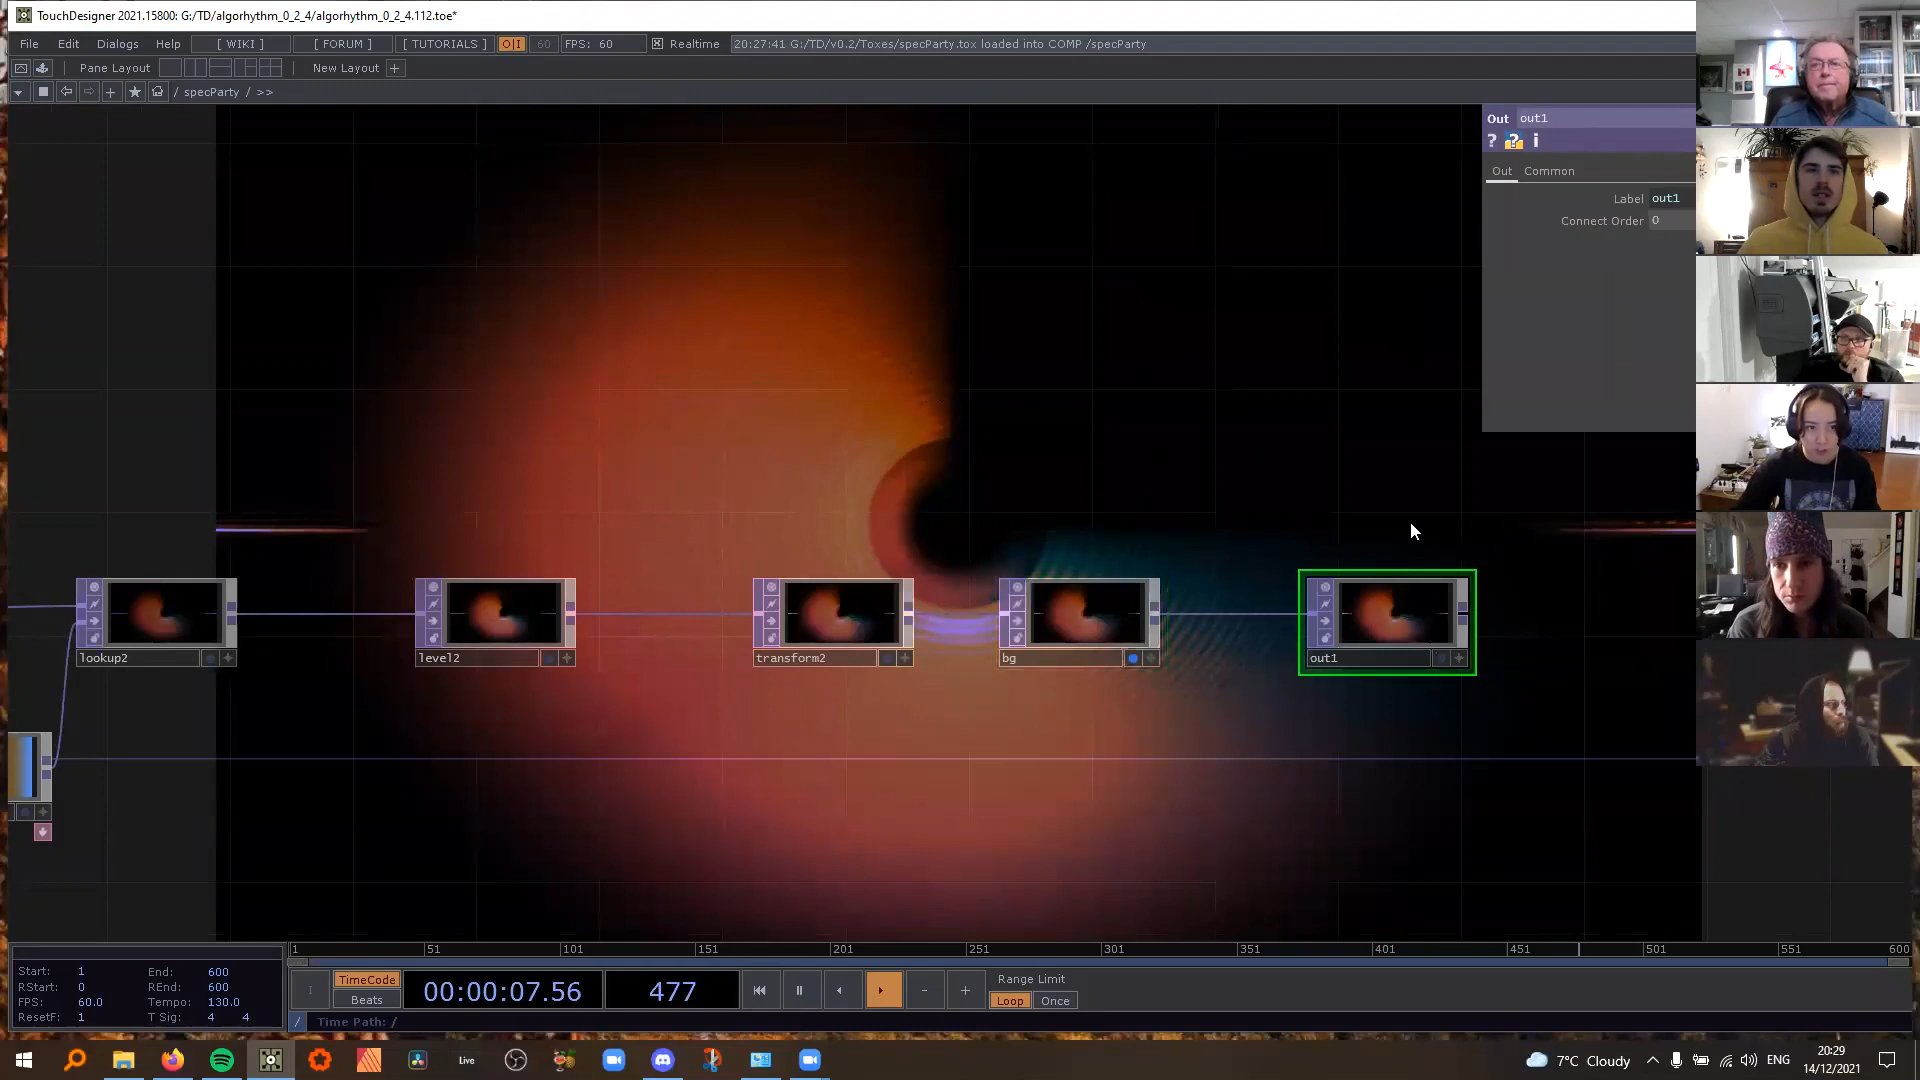 TouchDesigner 2021.15800: G:/TD/algorhythm_0_2_4/algorhythm_0_2_4.112.toe*
File Edit Dialogs Help [ WIKI ] [ FORUM ] [ TUTORIALS ] O|I 60 FPS: 60 Realtime 20:27:41 G:/TD/v0.2/Toxes/specParty.tox loaded into COMP /specParty
Pane Layout New Layout +
/ specParty / >>
Out out1
? ? i
Out Common
Label out1
Connect Order 0
lookup2
level2
transform2
bg
out1
1 51 101 151 201 251 301 351 401 451 501 551 600
Start: 1 End: 600
RStart: 0 REnd: 600
FPS: 60.0 Tempo: 130.0
ResetF: 1 T Sig: 4 4
TimeCode
Beats
00:00:07.56
477
Range Limit
Loop Once
/ Time Path: /
Live
7°C Cloudy
ENG
20:29
14/12/2021